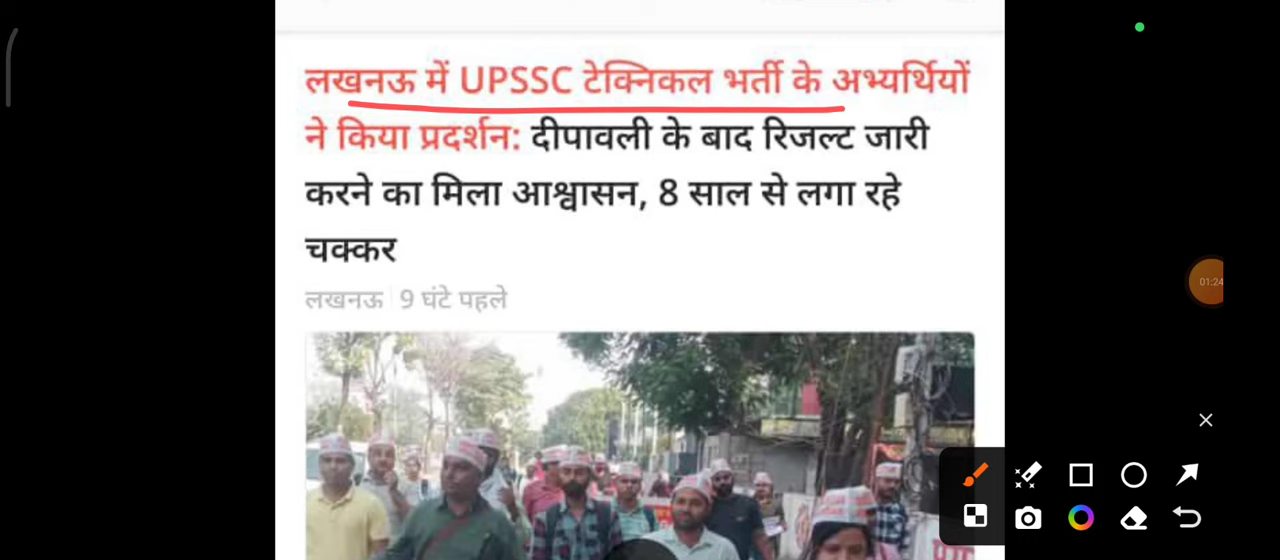 लखनऊ में UPSSC टेक्निकल भर्ती के अभ्यर्थियों
ने किया प्रदर्शन: दीपावली के बाद रिजल्ट जारी
करने का मिला आश्वासन, 8 साल से लगा रहे
चक्कर
लखनऊ 9 घंटे पहले
01:24